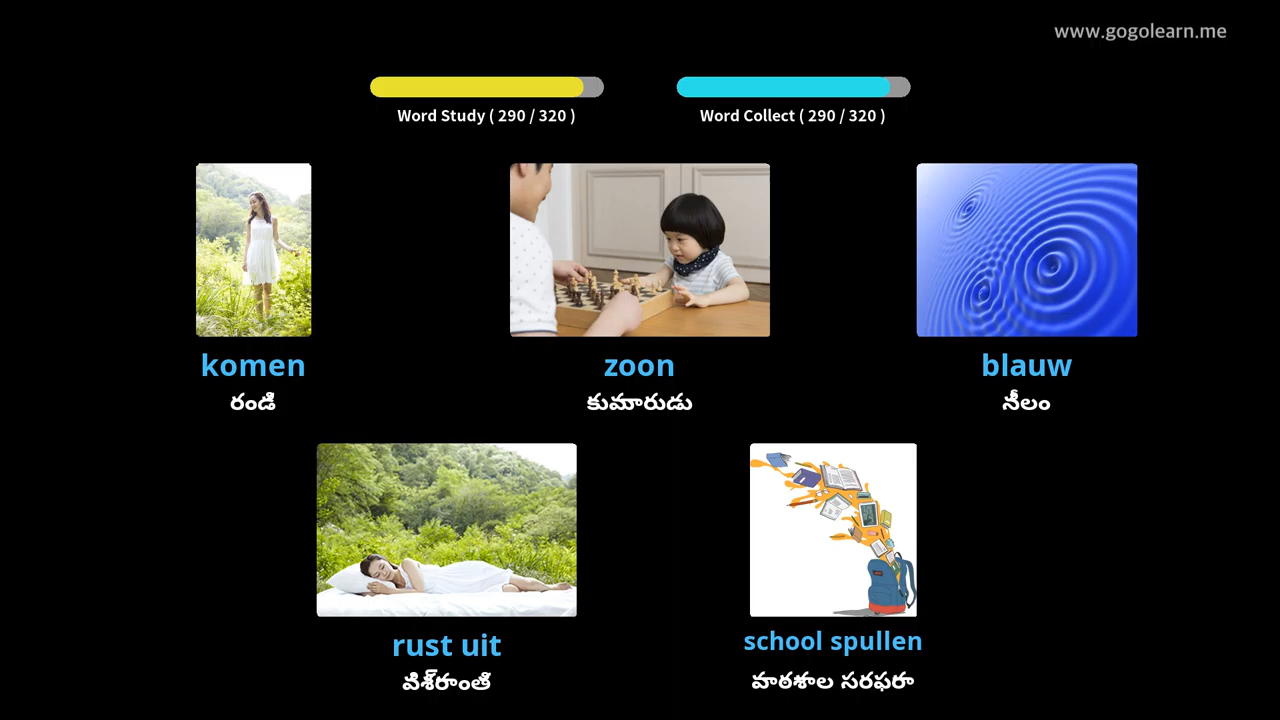 www.gogolearn.me
Word Study ( 290 / 320 )
Word Collect ( 290 / 320 )
komen
రండి
zoon
కుమారుడు
blauw
నీలం
rust uit
విశ్రాంతి
school spullen
పాఠశాల సరఫరా